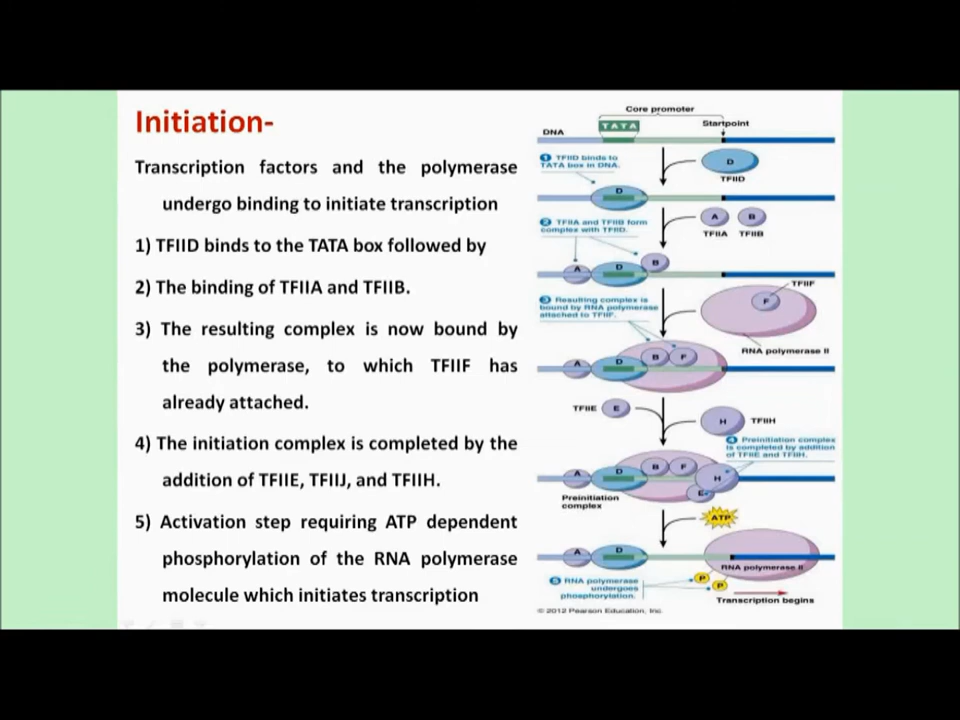 Initiation-
Transcription factors and the polymerase
undergo binding to initiate transcription
1) TFIID binds to the TATA box followed by
2) The binding of TFIIA and TFIIB.
3) The resulting complex is now bound by
the polymerase, to which TFIIF has
already attached.
4) The initiation complex is completed by the
addition of TFIIE, TFIIJ, and TFIIH.
5) Activation step requiring ATP dependent
phosphorylation of the RNA polymerase
molecule which initiates transcription
Core promoter
DNA
TATA
Startpoint
1 TFIID binds to
TATA box in DNA.
D
TFIID
D
2 TFIIA and TFIIB form
complex with TFIID.
A
B
TFIIA TFIIB
A
D
B
3 Resulting complex is
bound by RNA polymerase
attached to TFIIF.
TFIIF
F
RNA polymerase II
A
D
B
F
TFIIE
E
H
TFIIH
4 Preinitiation complex
is completed by addition
of TFIIE and TFIIH.
A
D
B
F
H
E
Preinitiation
complex
ATP
A
D
RNA polymerase II
5 RNA polymerase
undergoes
phosphorylation.
P
P
Transcription begins
© 2012 Pearson Education, Inc.